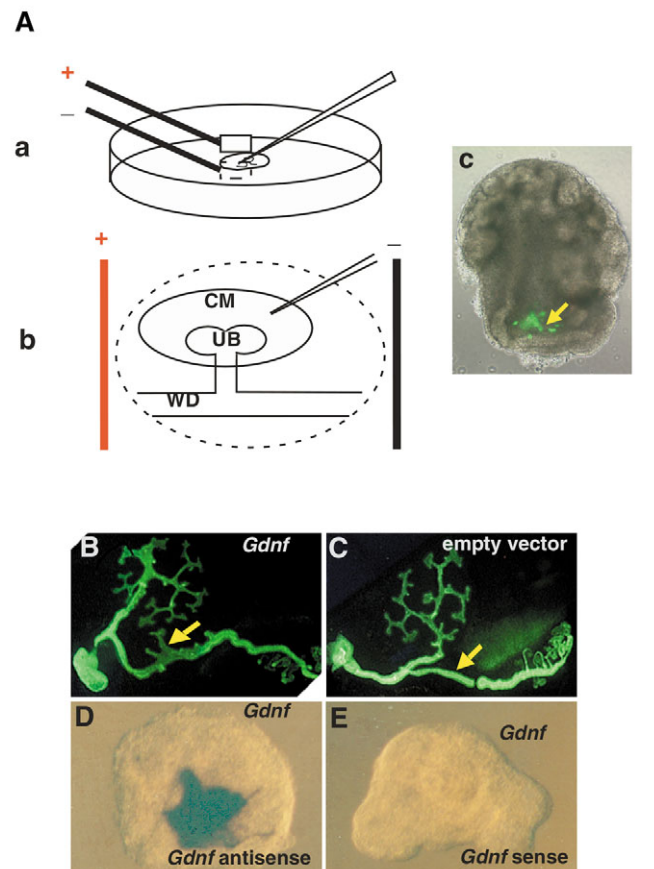 A
+
–
a
c
+
–
CM
b
UB
WD
B
Gdnf
C
empty vector
D
Gdnf
E
Gdnf
Gdnf antisense
Gdnf sense